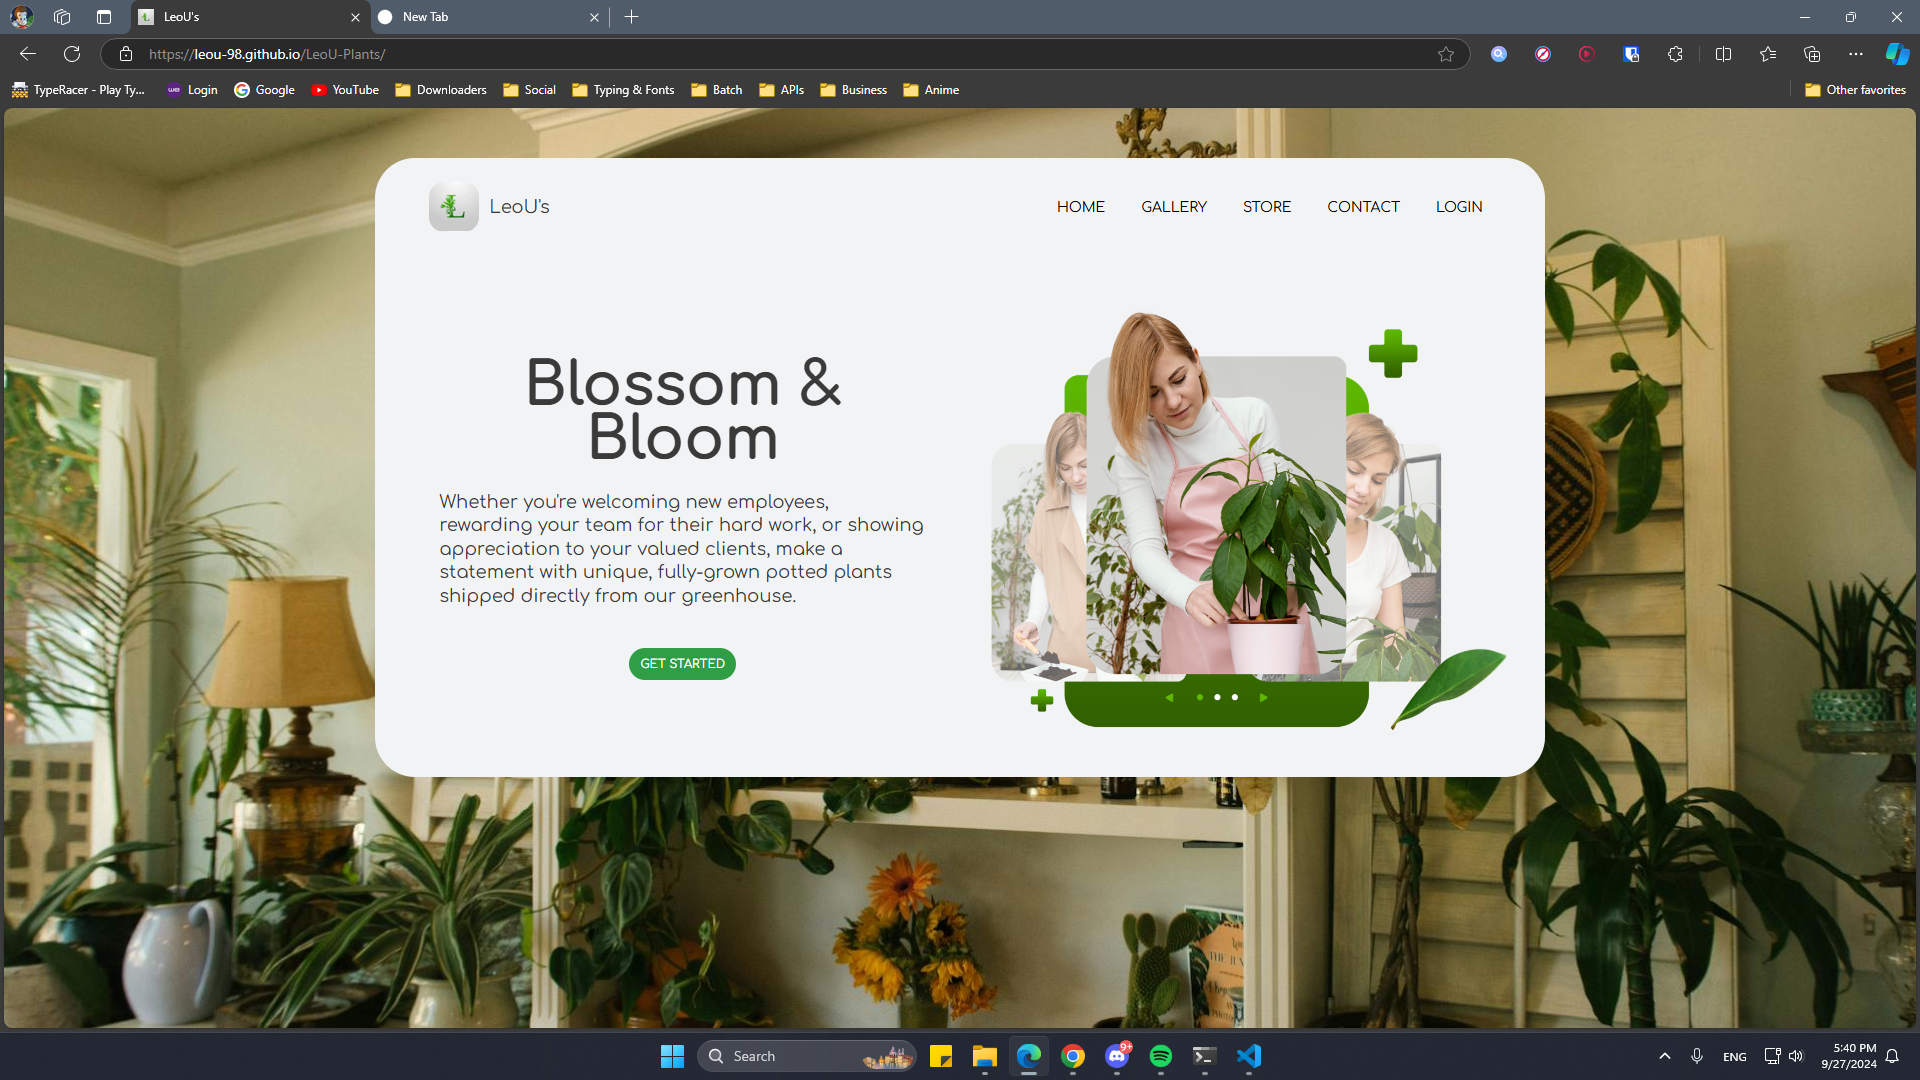 LeoU's
New Tab
https://leou-98.github.io/LeoU-Plants/
TypeRacer - Play Ty...
Login
Google
YouTube
Downloaders
Social
Typing & Fonts
Batch
APIs
Business
Anime
Other favorites
LeoU's
HOME
GALLERY
STORE
CONTACT
LOGIN
Blossom &
Bloom
Whether you're welcoming new employees,
rewarding your team for their hard work, or showing
appreciation to your valued clients, make a
statement with unique, fully-grown potted plants
shipped directly from our greenhouse.
GET STARTED
Search
9+
ENG
5:40 PM
9/27/2024